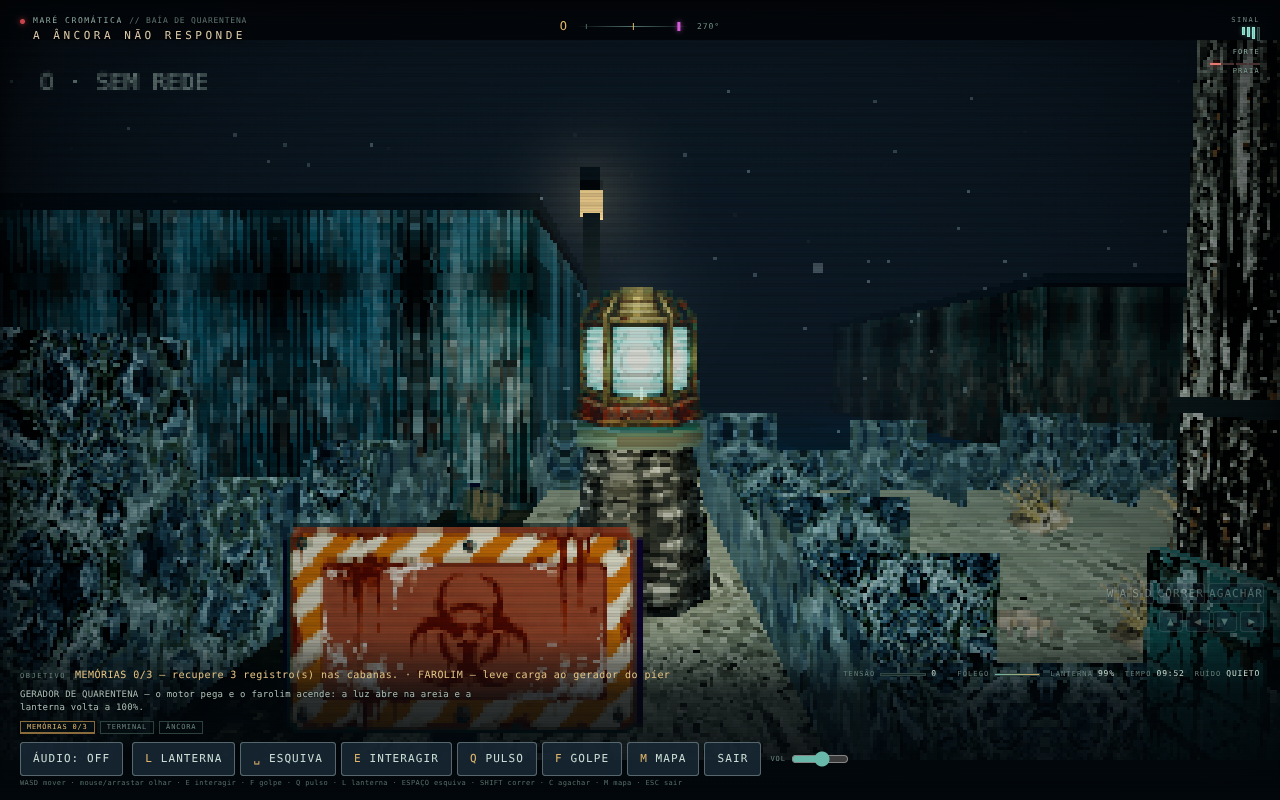 MARÉ CROMÁTICA // BAÍA DE QUARENTENA
A ÂNCORA NÃO RESPONDE
O
270°
SINAL
FORTE
PRAIA
O · SEM REDE
WASD CORRER AGACHAR
▲ ◀ ▼ ▶
OBJETIVO MEMÓRIAS 0/3 — recupere 3 registro(s) nas cabanas. · FAROLIM — leve carga ao gerador do píer
TENSÃO 0 FÔLEGO LANTERNA 99% TEMPO 09:52 RUÍDO QUIETO
GERADOR DE QUARENTENA — o motor pega e o farolim acende: a luz abre na areia e a
lanterna volta a 100%.
MEMÓRIAS 0/3 TERMINAL ÂNCORA
ÁUDIO: OFF L LANTERNA ␣ ESQUIVA E INTERAGIR Q PULSO F GOLPE M MAPA SAIR VOL
WASD mover · mouse/arrastar olhar · E interagir · F golpe · Q pulso · L lanterna · ESPAÇO esquiva · SHIFT correr · C agachar · M mapa · ESC sair